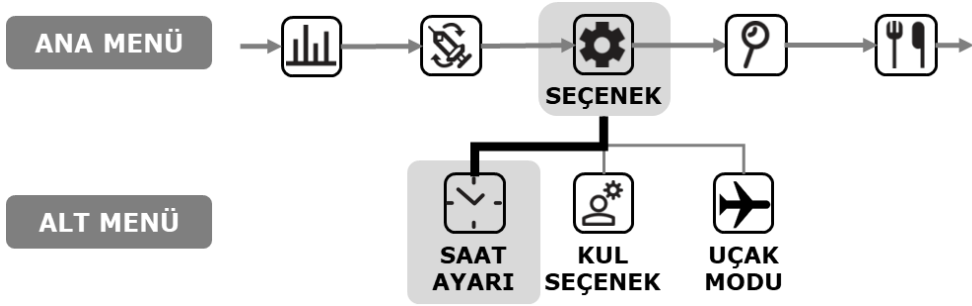 ANA MENÜ
SEÇENEK
ALT MENÜ
SAAT
AYARI
KUL
SEÇENEK
UÇAK
MODU